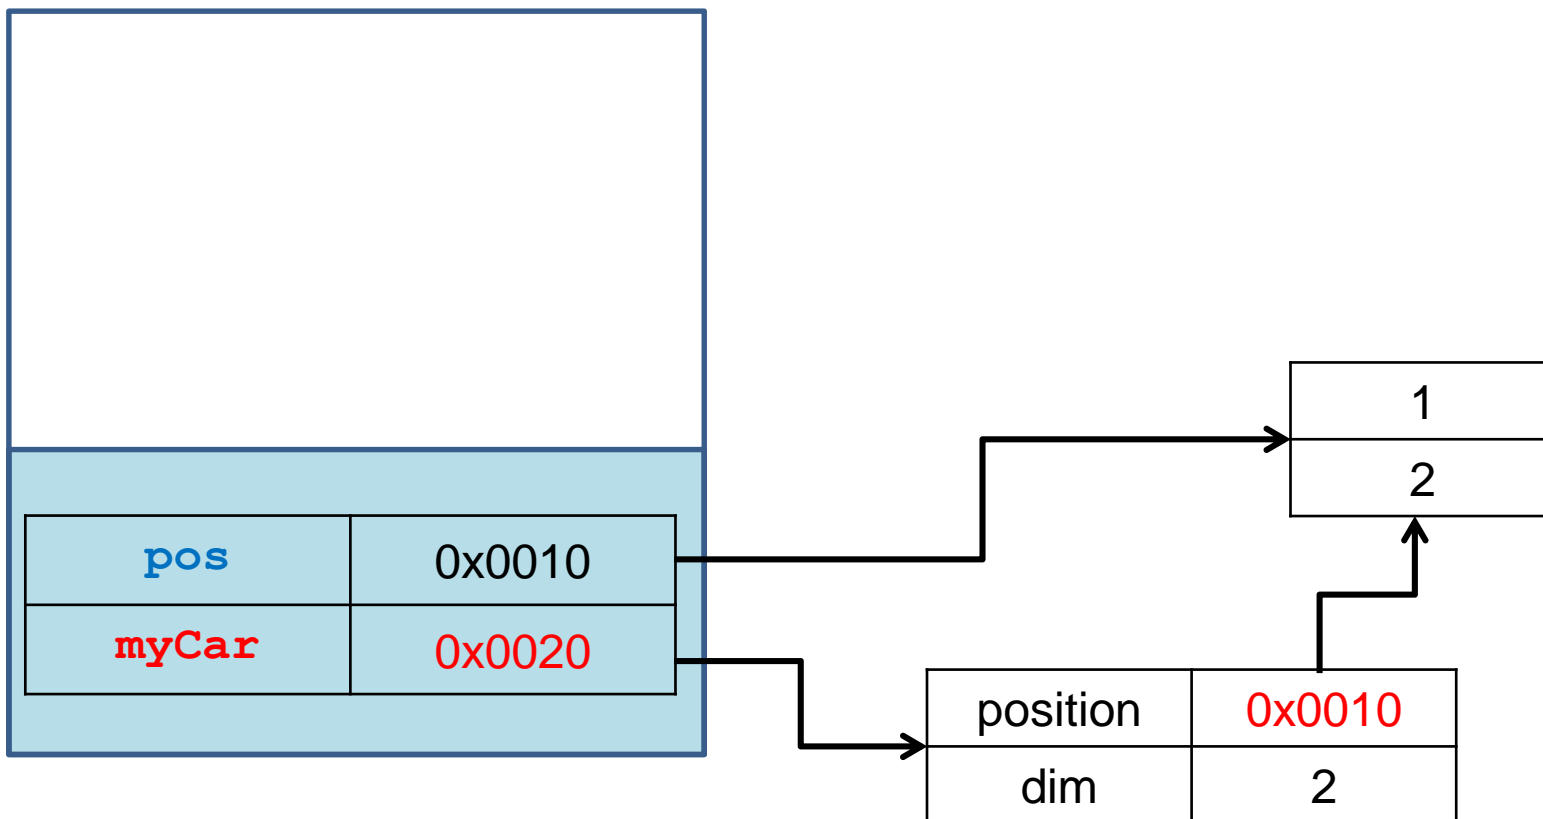 1
2
pos 0x0010
myCar 0x0020
position 0x0010
dim 2